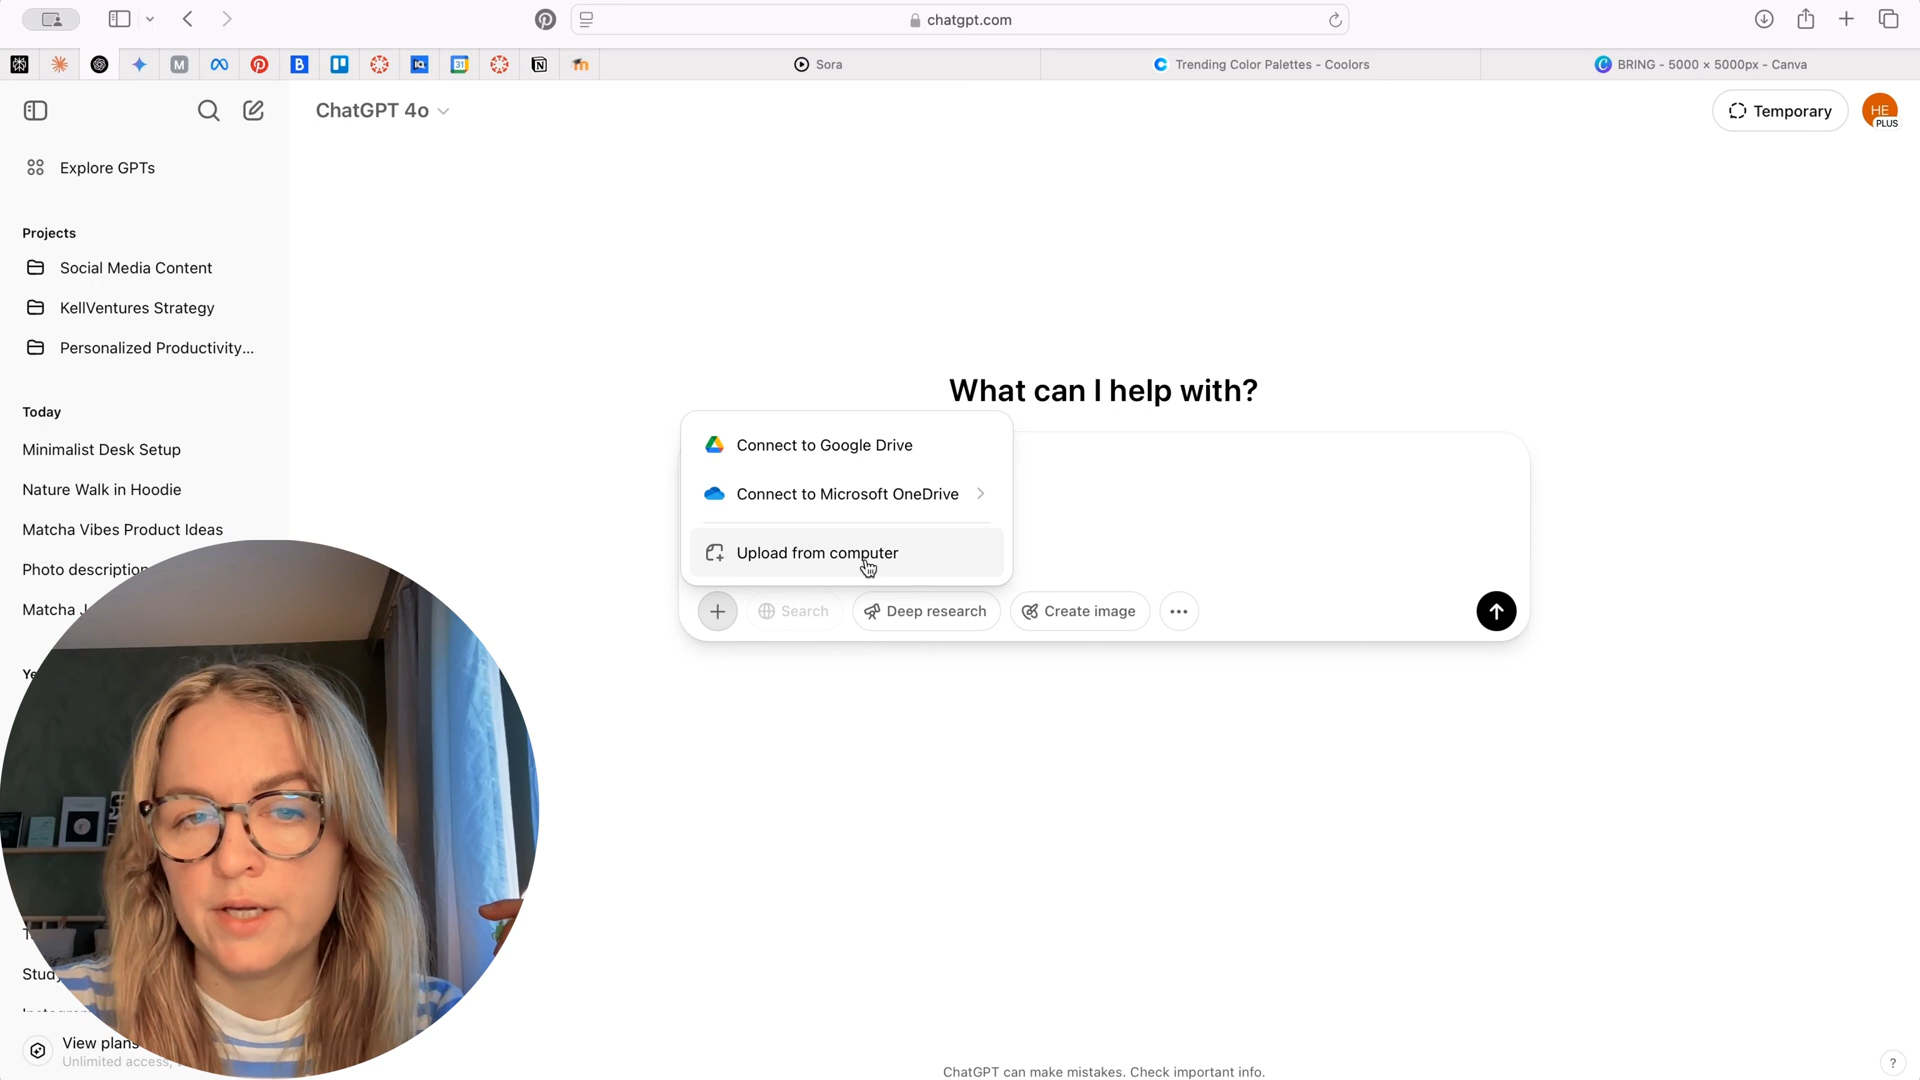 chatgpt.com
Sora
Trending Color Palettes - Coolors
BRING - 5000 × 5000px - Canva
ChatGPT 4o
Temporary
HE
PLUS
Explore GPTs
Projects
Social Media Content
KellVentures Strategy
Personalized Productivity...
Today
Minimalist Desk Setup
Nature Walk in Hoodie
Matcha Vibes Product Ideas
Photo description
Matcha
What can I help with?
Connect to Google Drive
Connect to Microsoft OneDrive
Upload from computer
Search
Deep research
Create image
View plans
Unlimited access,
ChatGPT can make mistakes. Check important info.
?